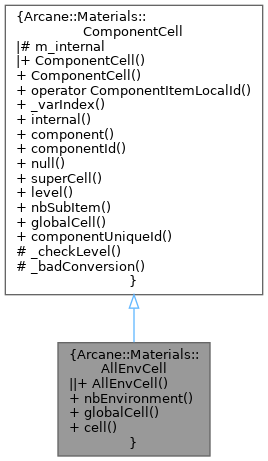 {Arcane::Materials::
ComponentCell
|# m_internal
|+ ComponentCell()
+ ComponentCell()
+ operator ComponentItemLocalId()
+ _varIndex()
+ internal()
+ component()
+ componentId()
+ null()
+ superCell()
+ level()
+ nbSubItem()
+ globalCell()
+ componentUniqueId()
# _checkLevel()
# _badConversion()
}
{Arcane::Materials::
AllEnvCell
||+ AllEnvCell()
+ nbEnvironment()
+ globalCell()
+ cell()
}